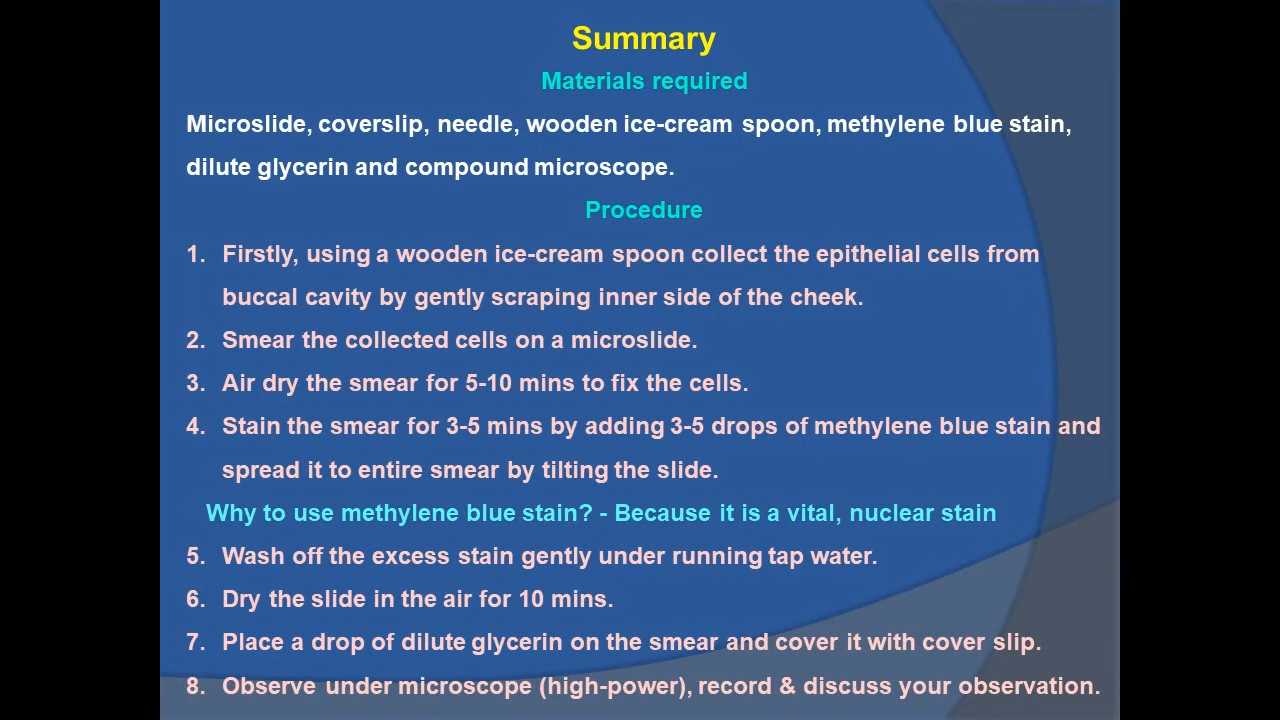 Summary
Materials required
Microslide, coverslip, needle, wooden ice-cream spoon, methylene blue stain,
dilute glycerin and compound microscope.
Procedure
1. Firstly, using a wooden ice-cream spoon collect the epithelial cells from
buccal cavity by gently scraping inner side of the cheek.
2. Smear the collected cells on a microslide.
3. Air dry the smear for 5-10 mins to fix the cells.
4. Stain the smear for 3-5 mins by adding 3-5 drops of methylene blue stain and
spread it to entire smear by tilting the slide.
Why to use methylene blue stain? - Because it is a vital, nuclear stain
5. Wash off the excess stain gently under running tap water.
6. Dry the slide in the air for 10 mins.
7. Place a drop of dilute glycerin on the smear and cover it with cover slip.
8. Observe under microscope (high-power), record & discuss your observation.